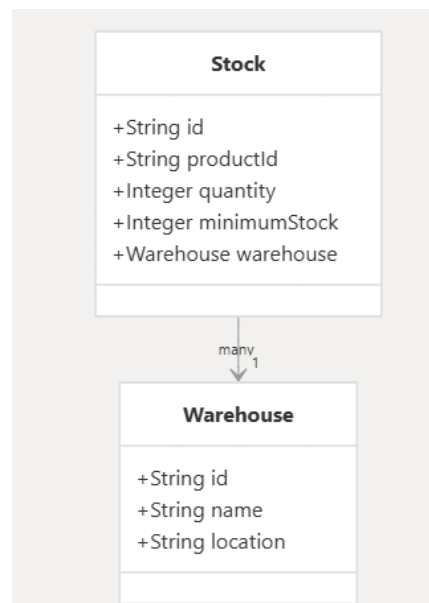 Stock
+String id
+String productId
+Integer quantity
+Integer minimumStock
+Warehouse warehouse
many
1
Warehouse
+String id
+String name
+String location